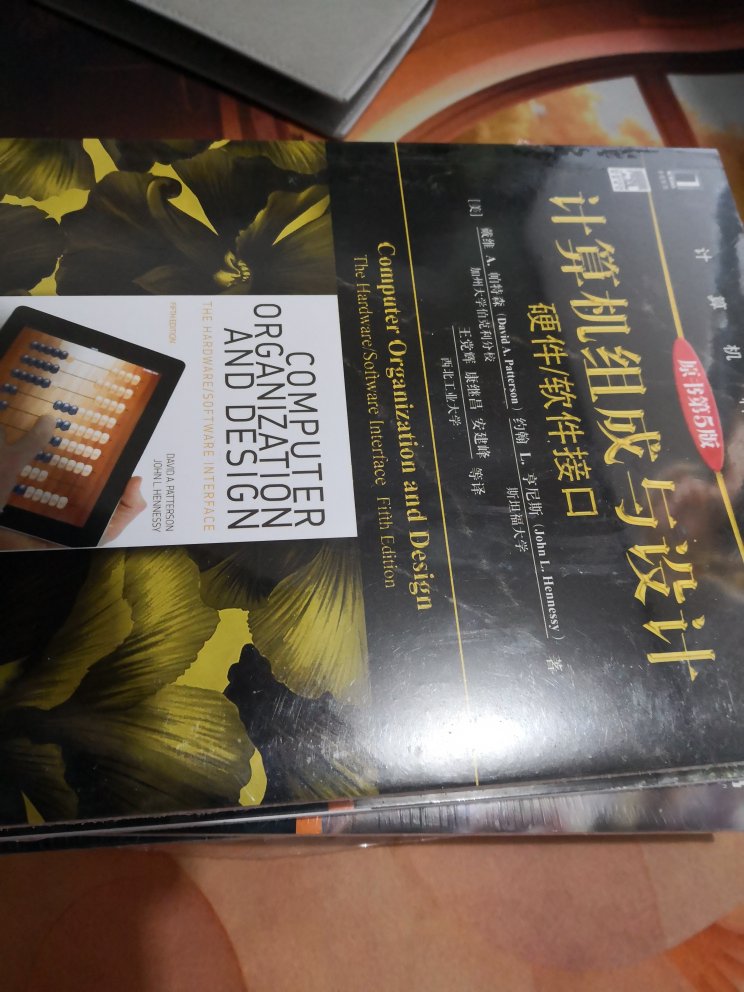 计 算 机
计算机组成与设计
原书第5版
硬件/软件接口
[美] 戴维 A. 帕特森 (David A. Patterson) 约翰 L. 亨尼斯 (John L. Hennessy) 著
加州大学伯克利分校 斯坦福大学
王党辉 康继昌 安建峰 等译
西北工业大学
Computer Organization and Design
The Hardware/Software Interface, Fifth Edition
COMPUTER
ORGANIZATION
AND DESIGN
THE HARDWARE/SOFTWARE INTERFACE
FIFTH EDITION
DAVID A. PATTERSON
JOHN L. HENNESSY